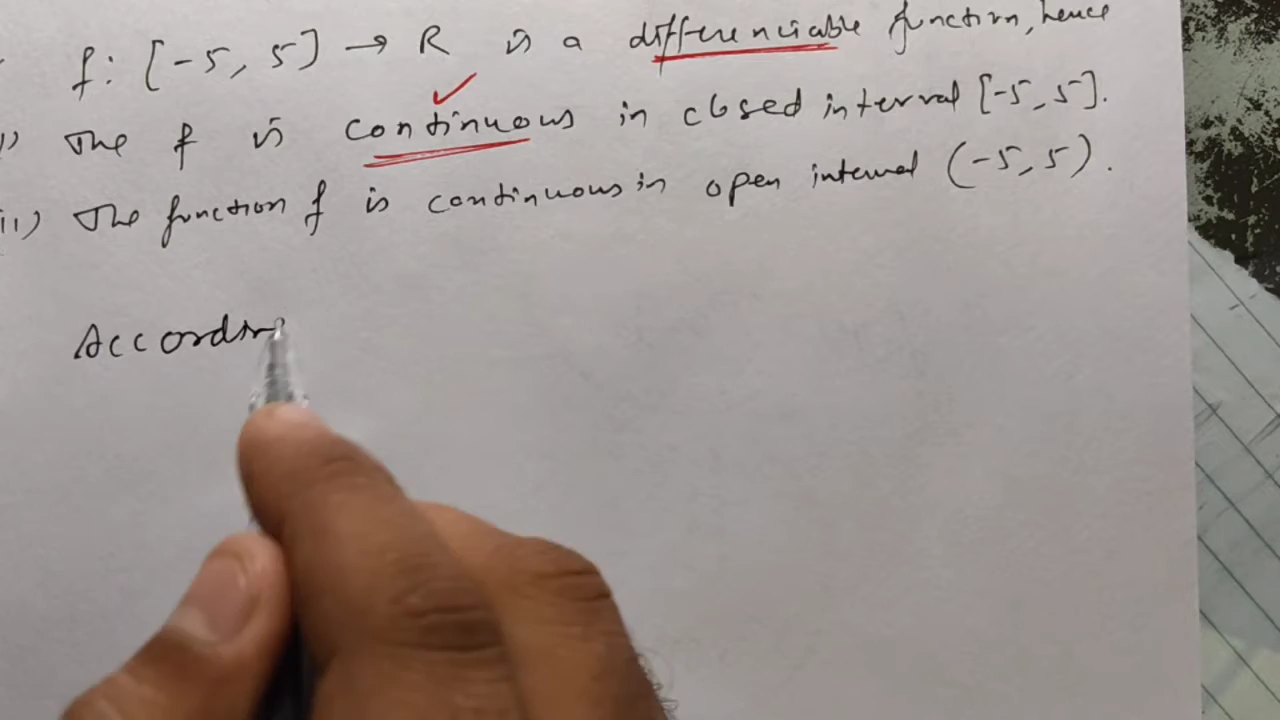 f: [-5, 5] → R is a differenciable function, hence
i) The f is continuous in closed interval [-5, 5].
ii) The function f is continuous in open interval (-5, 5).
Accordin